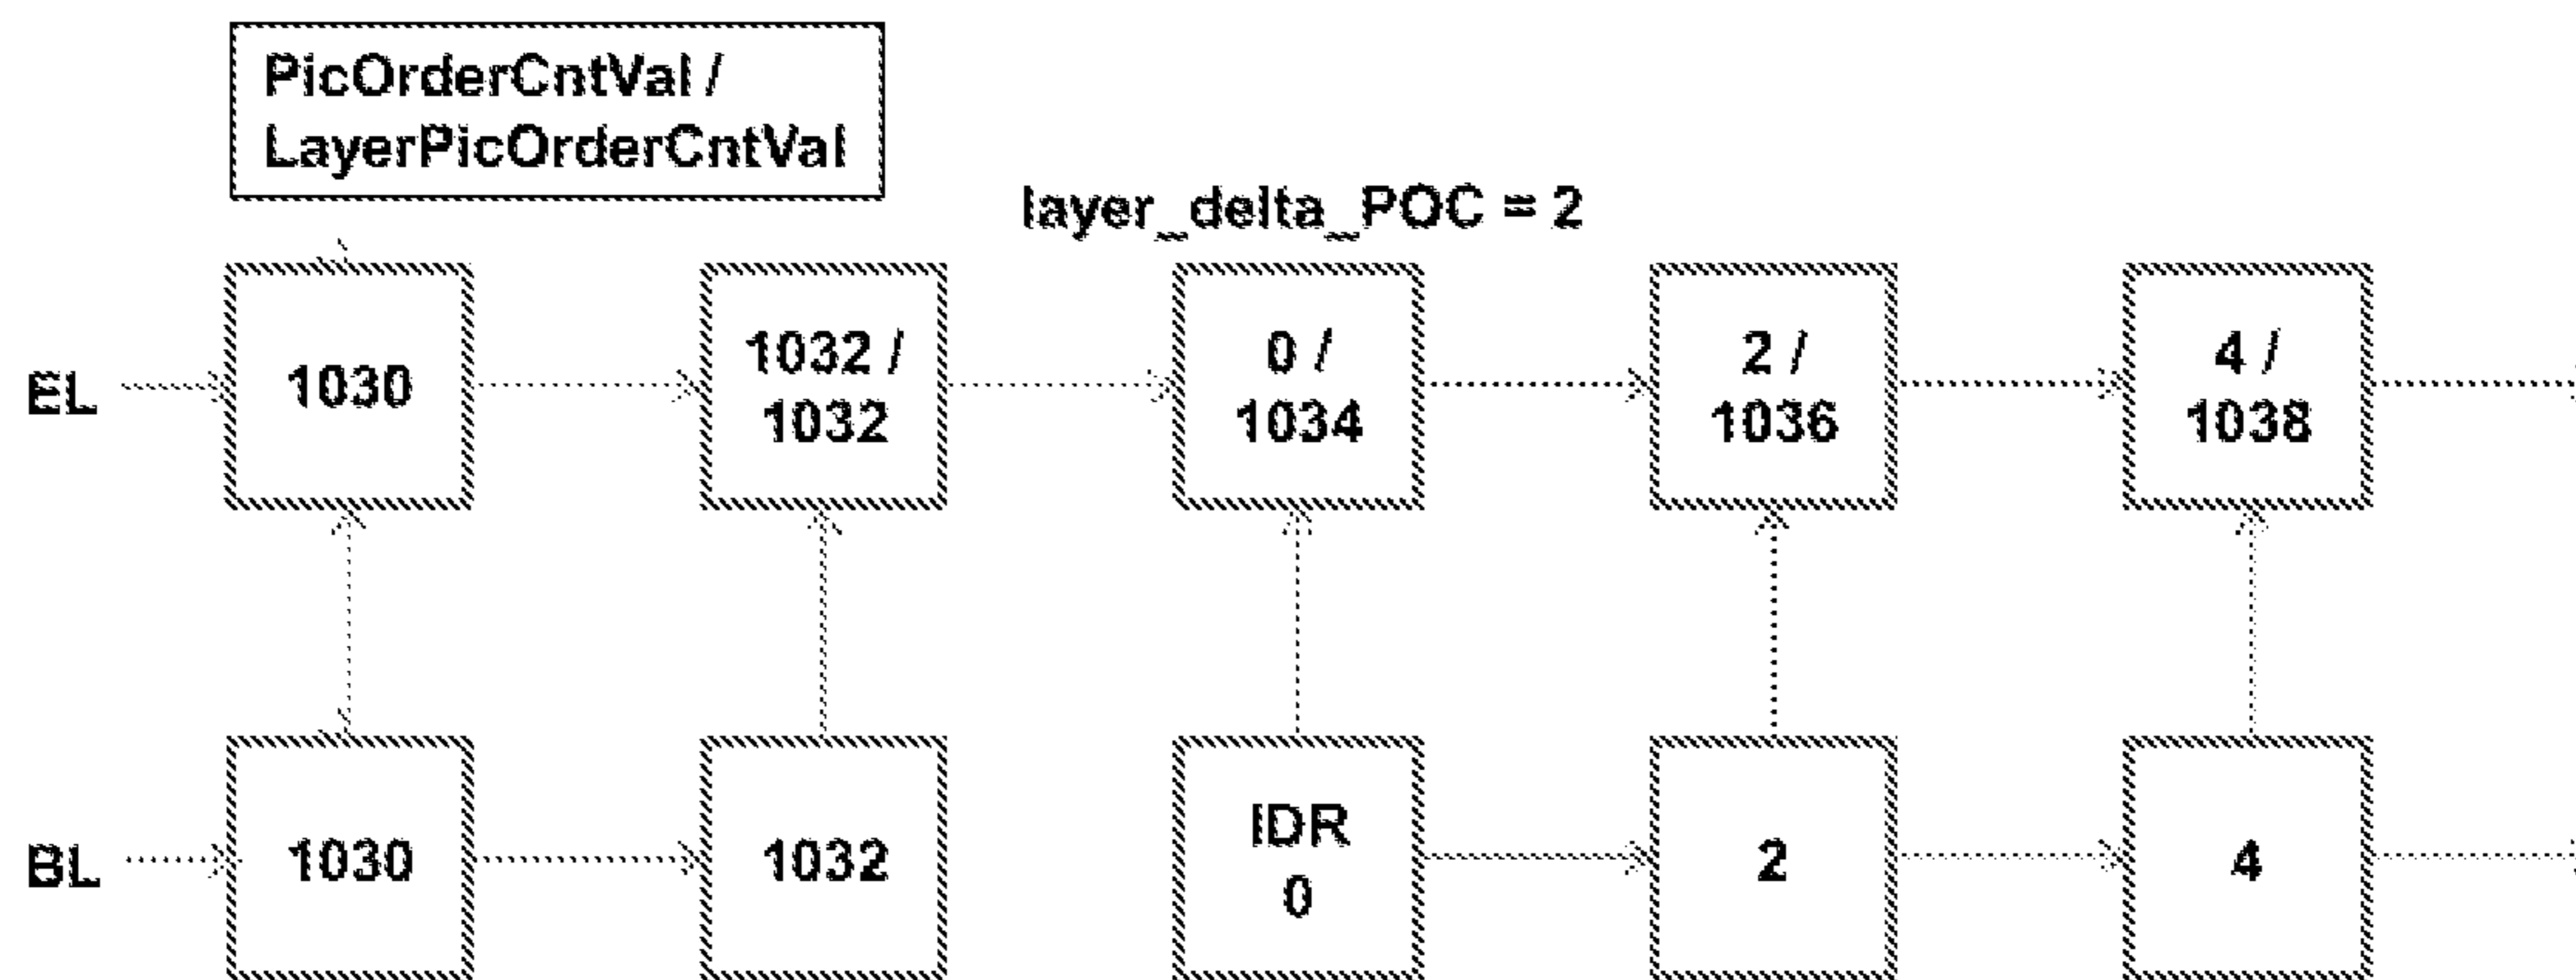 PicOrderCntVal /
LayerPicOrderCntVal
layer_delta_POC = 2
EL
1030
1032 /
1032
0 /
1034
2 /
1036
4 /
1038
BL
1030
1032
IDR
0
2
4